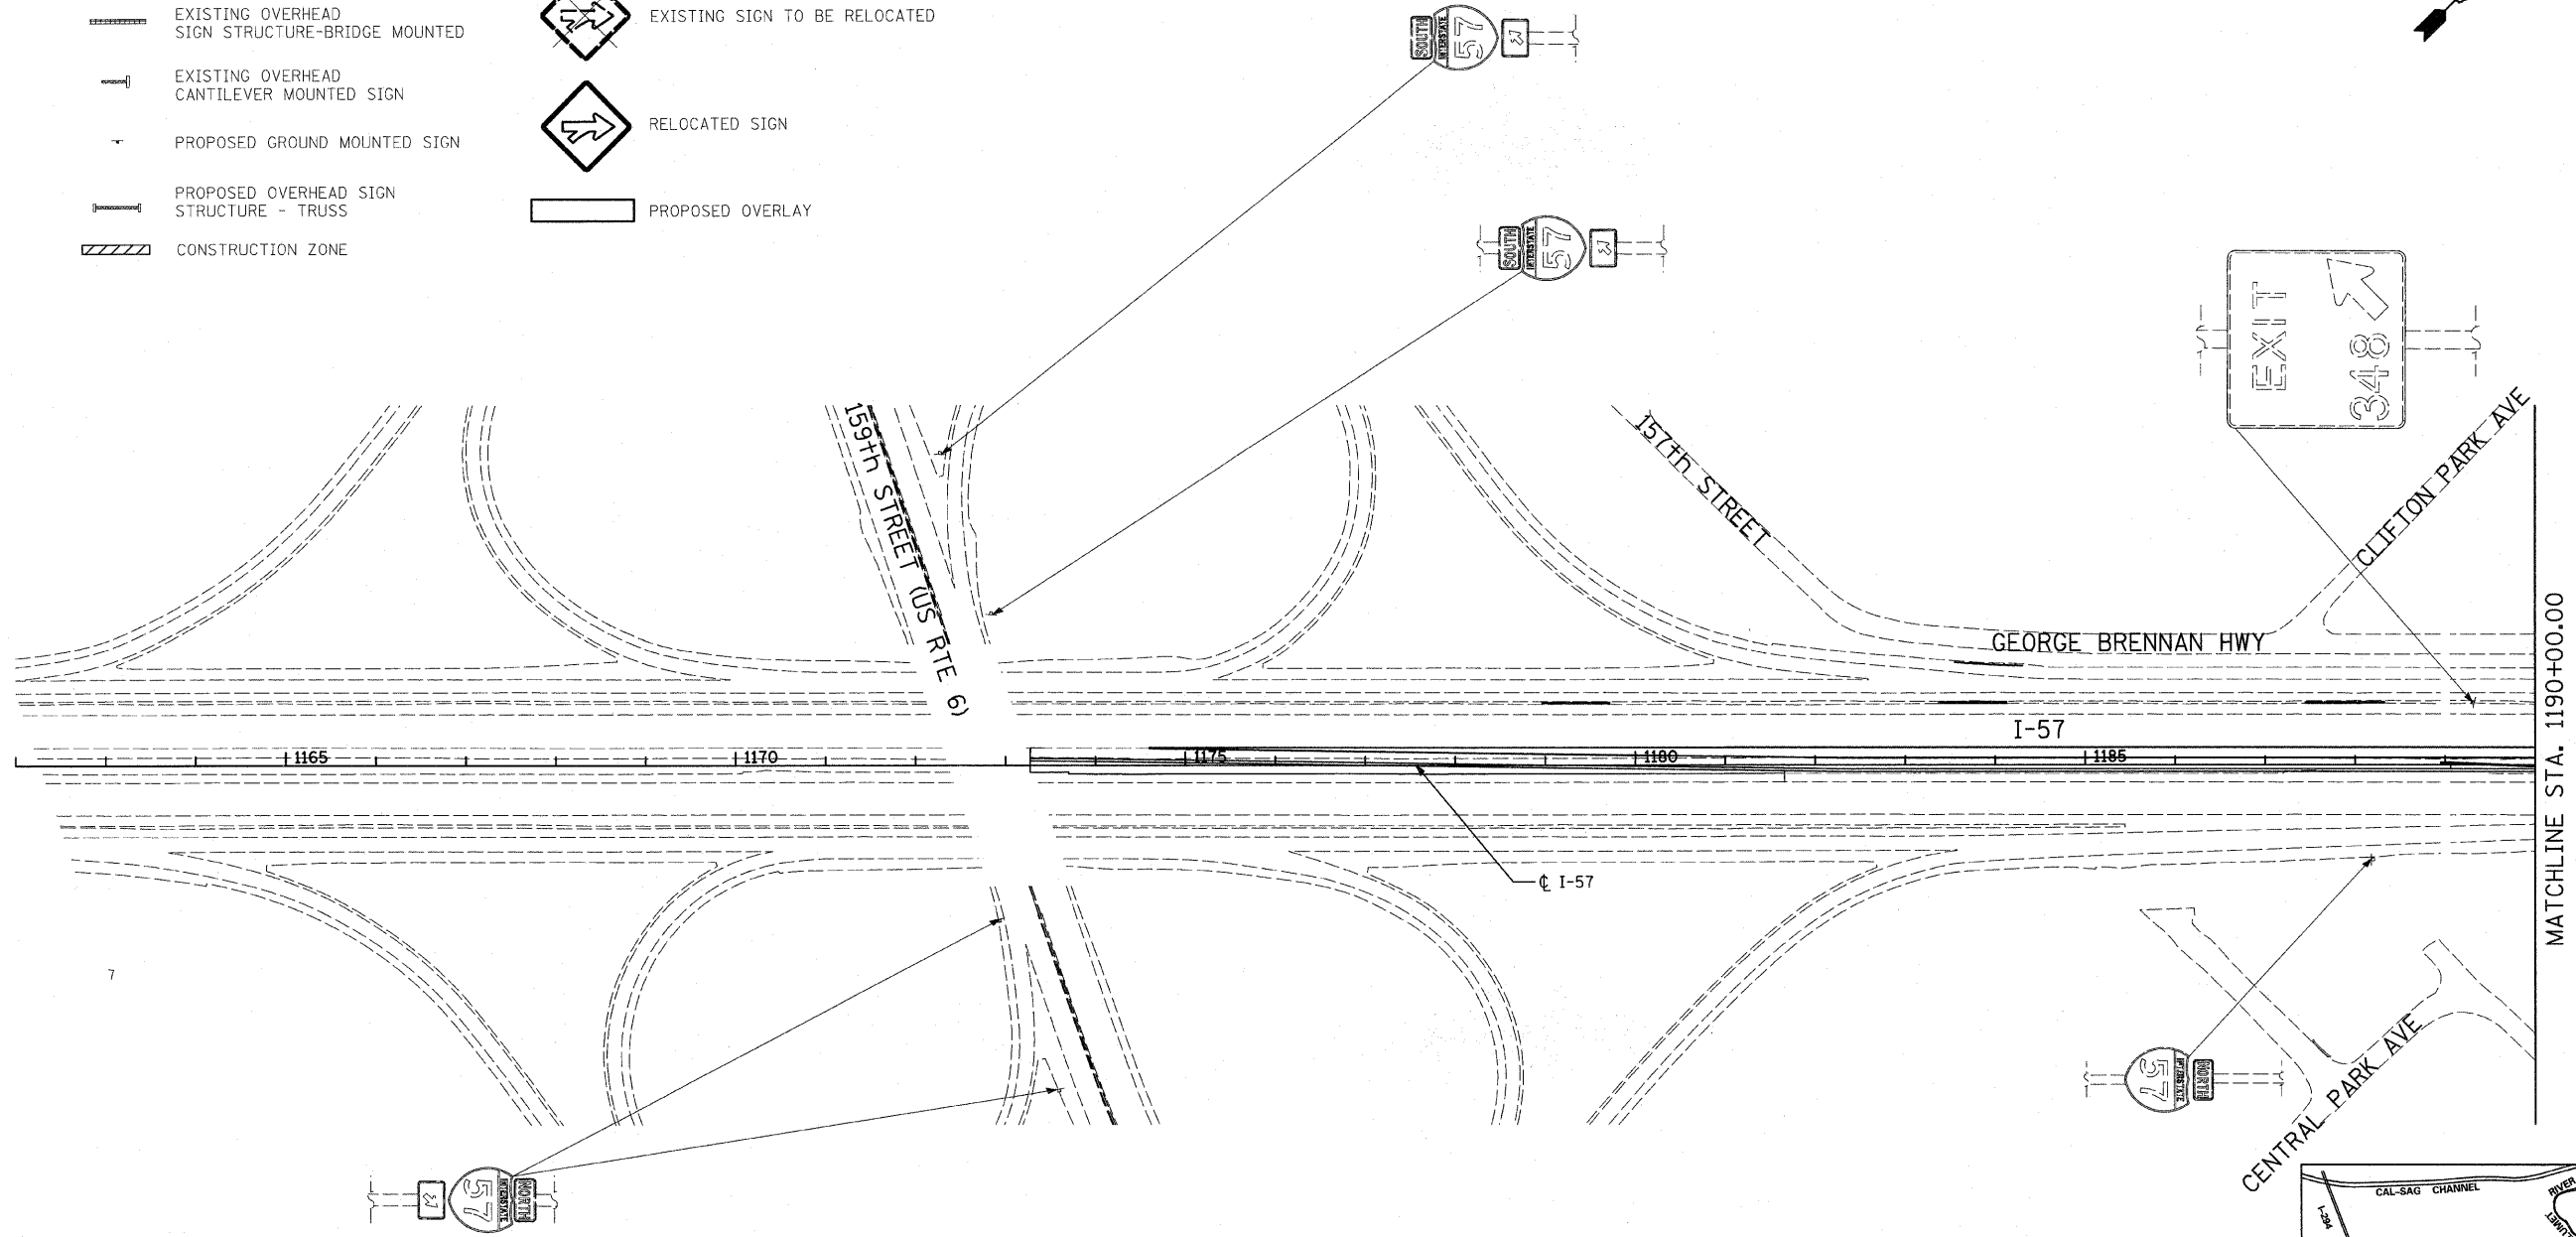 EXISTING OVERHEAD
SIGN STRUCTURE-BRIDGE MOUNTED
EXISTING OVERHEAD
CANTILEVER MOUNTED SIGN
PROPOSED GROUND MOUNTED SIGN
PROPOSED OVERHEAD SIGN
STRUCTURE - TRUSS
CONSTRUCTION ZONE
EXISTING SIGN TO BE RELOCATED
RELOCATED SIGN
PROPOSED OVERLAY
SOUTH
INTERSTATE
57
SOUTH
INTERSTATE
57
EXIT
348
159th STREET (US RTE 6)
157th STREET
CLIFTON PARK AVE
GEORGE BRENNAN HWY
I-57
1165
1170
1175
1180
1185
MATCHLINE STA. 1190+00.00
℄ I-57
7
NORTH
INTERSTATE
57
CENTRAL PARK AVE
NORTH
INTERSTATE
57
CAL-SAG CHANNEL
I-294
RIVER